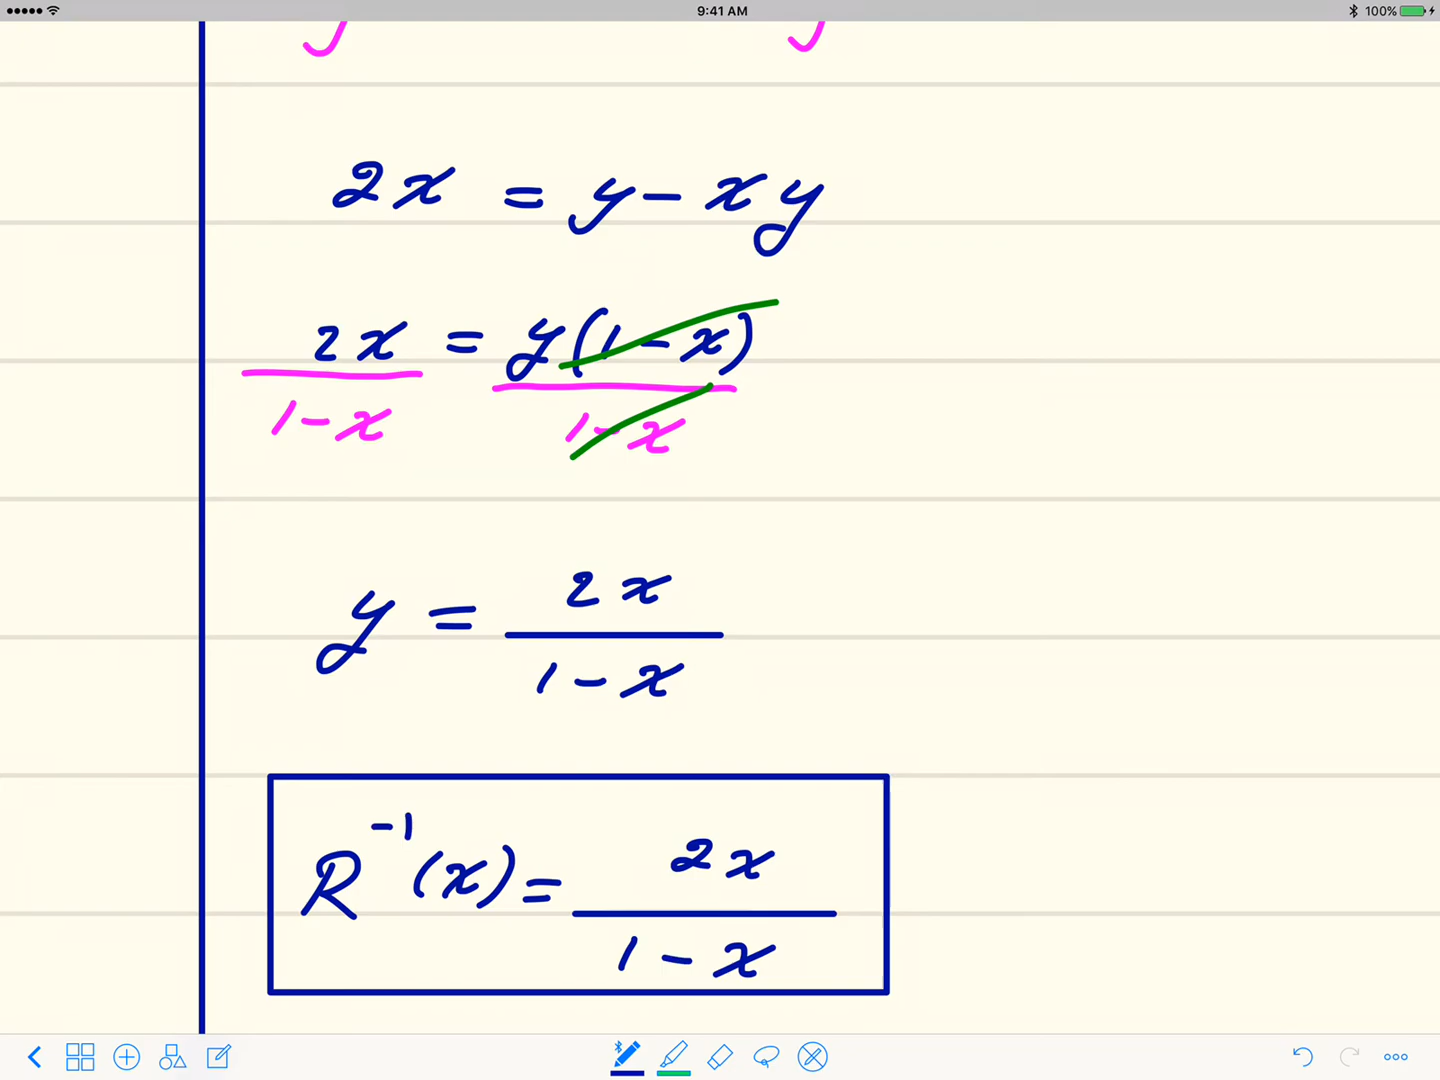 9:41 AM 100%
y y
2x = y - xy
2x = y(1 - x)
1 - x 1 - x
y = 2x
1 - x
R⁻¹(x) = 2x
1 - x